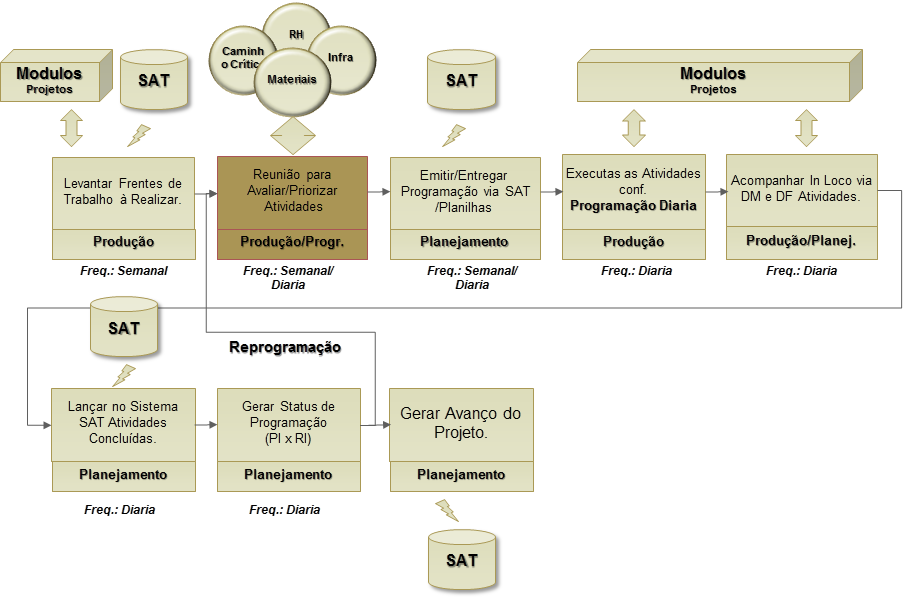 Modulos
Projetos
SAT
RH
Caminh
o Crític
Infra
Materiais
SAT
Modulos
Projetos
Levantar Frentes de
Trabalho à Realizar.
Produção
Freq.: Semanal
Reunião para
Avaliar/Priorizar
Atividades
Produção/Progr.
Freq.: Semanal/
Diaria
Emitir/Entregar
Programação via SAT
/Planilhas
Planejamento
Freq.: Semanal/
Diaria
Executas as Atividades
conf.
Programação Diaria
Produção
Freq.: Diaria
Acompanhar In Loco via
DM e DF Atividades.
Produção/Planej.
Freq.: Diaria
SAT
Reprogramação
Lançar no Sistema
SAT Atividades
Concluídas.
Planejamento
Freq.: Diaria
Gerar Status de
Programação
(PI x RI)
Planejamento
Freq.: Diaria
Gerar Avanço do
Projeto.
Planejamento
SAT